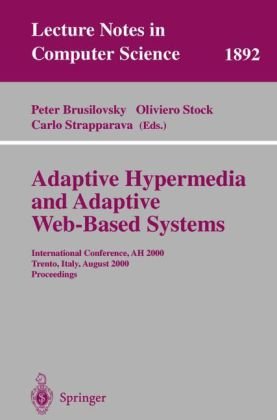 Lecture Notes in
Computer Science 1892
Peter Brusilovsky Oliviero Stock
Carlo Strapparava (Eds.)
Adaptive Hypermedia
and Adaptive
Web-Based Systems
International Conference, AH 2000
Trento, Italy, August 2000
Proceedings
Springer